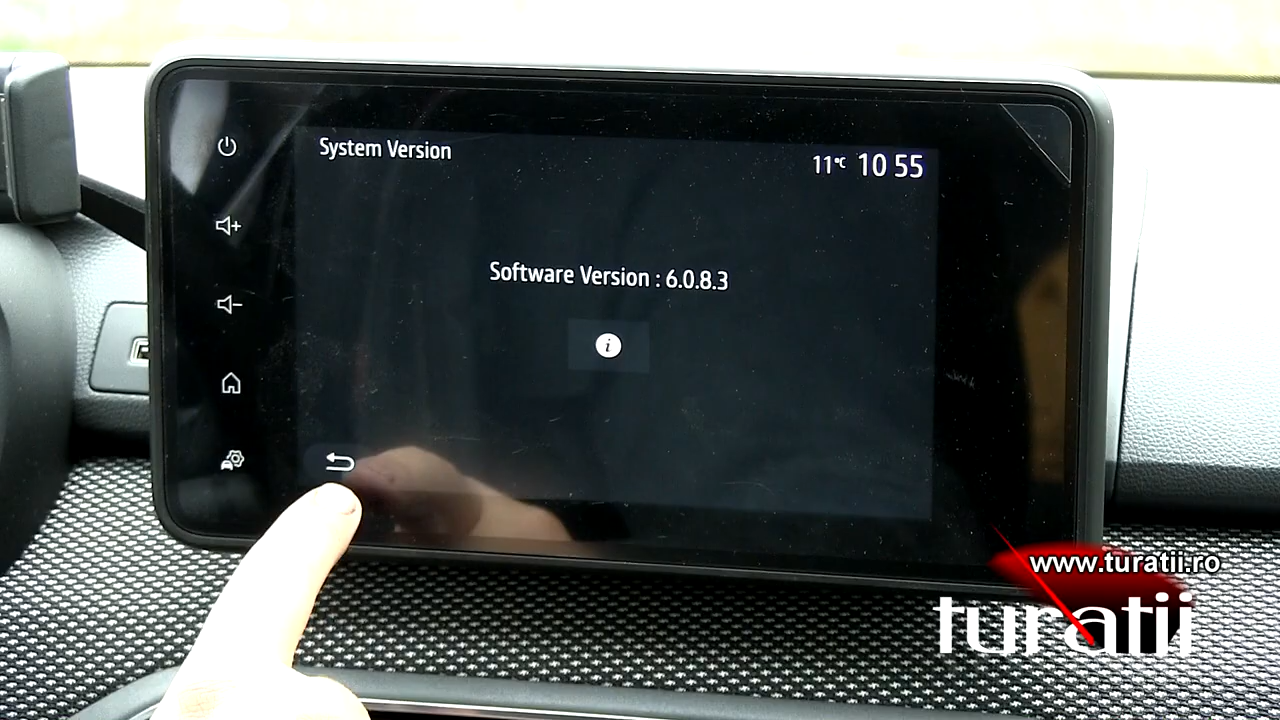 System Version
11°C 10 55
Software Version : 6.0.8.3
i
www.turatii.ro
turatii